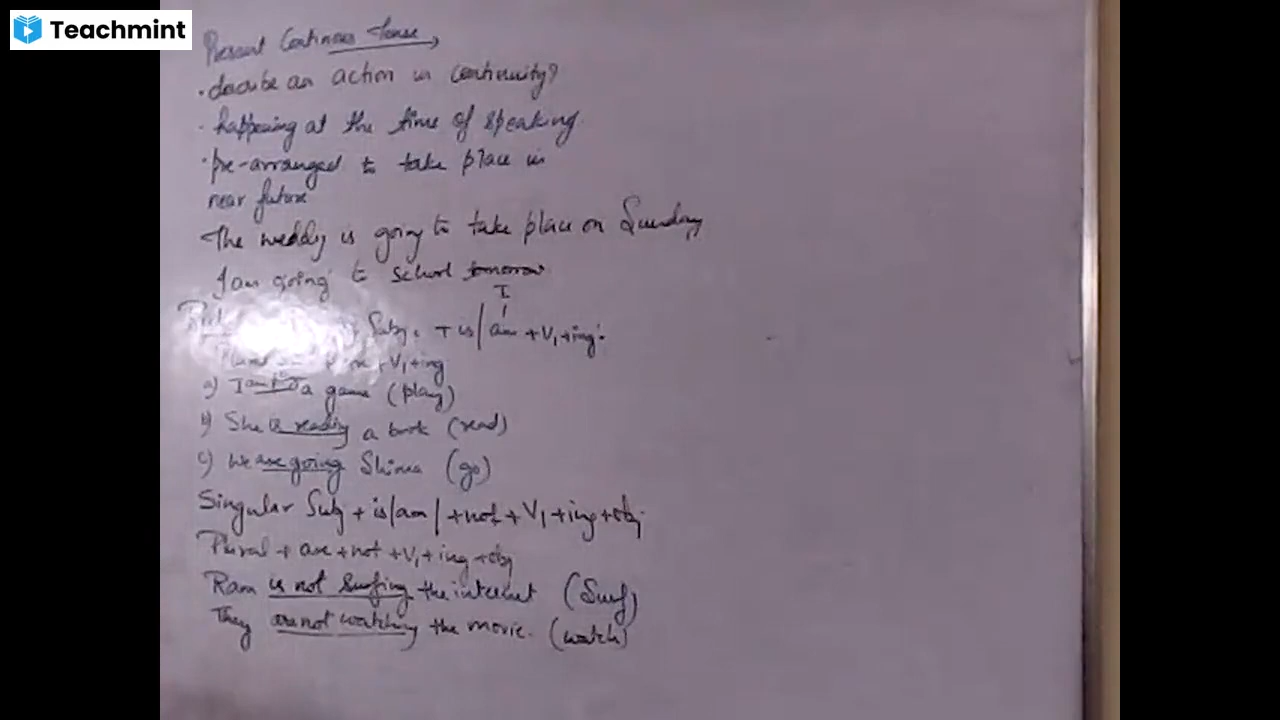 Teachmint
Present Continuous Tense,
• describe an action in continuity?
• happening at the time of speaking.
• pre-arranged to take place in
near future
The wedding is going to take place on Sunday
I am going to school tomorrow
I
Subj. + is/am + V1 + ing.
+ V1 + ing
a) I a game (play)
b) She is reading a book (read)
c) We are going Shimla (go)
Singular Subj + is/am/ + not + V1 + ing + obj
Plural + are + not + V1 + ing + obj
Ram is not surfing the internet (Surf)
They are not watching the movie. (watch)